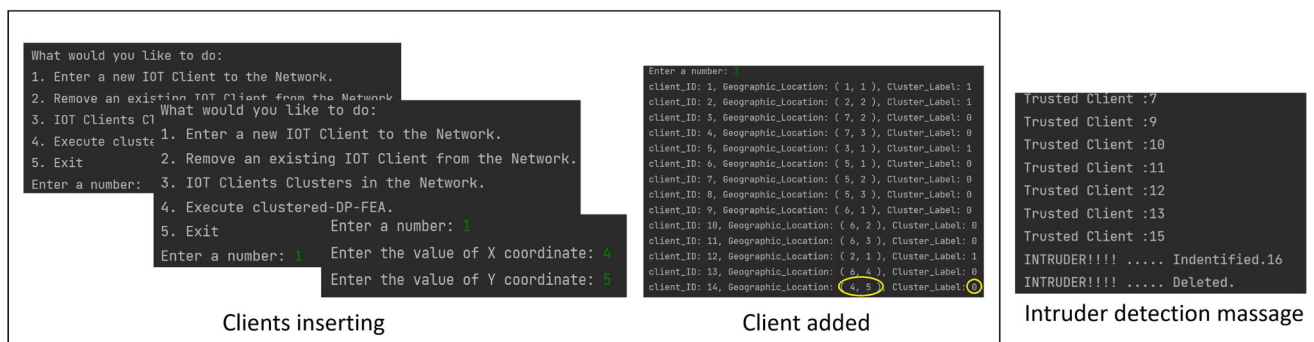 What would you like to do:
1. Enter a new IOT Client to the Network.
2. Remove an existing IOT Client from the Network
3. IOT Clients Cl
4. Execute cluste
5. Exit
Enter a number:
What would you like to do:
1. Enter a new IOT Client to the Network.
2. Remove an existing IOT Client from the Network.
3. IOT Clients Clusters in the Network.
4. Execute clustered-DP-FEA.
5. Exit
Enter a number: 1
Enter a number: 1
Enter the value of X coordinate: 4
Enter the value of Y coordinate: 5
Clients inserting
Enter a number: 3
client_ID: 1, Geographic_Location: ( 1, 1 ), Cluster_Label: 1
client_ID: 2, Geographic_Location: ( 2, 2 ), Cluster_Label: 1
client_ID: 3, Geographic_Location: ( 7, 2 ), Cluster_Label: 0
client_ID: 4, Geographic_Location: ( 7, 3 ), Cluster_Label: 0
client_ID: 5, Geographic_Location: ( 3, 1 ), Cluster_Label: 1
client_ID: 6, Geographic_Location: ( 5, 1 ), Cluster_Label: 0
client_ID: 7, Geographic_Location: ( 5, 2 ), Cluster_Label: 0
client_ID: 8, Geographic_Location: ( 5, 3 ), Cluster_Label: 0
client_ID: 9, Geographic_Location: ( 6, 1 ), Cluster_Label: 0
client_ID: 10, Geographic_Location: ( 6, 2 ), Cluster_Label: 0
client_ID: 11, Geographic_Location: ( 6, 3 ), Cluster_Label: 0
client_ID: 12, Geographic_Location: ( 2, 1 ), Cluster_Label: 1
client_ID: 13, Geographic_Location: ( 6, 4 ), Cluster_Label: 0
client_ID: 14, Geographic_Location: ( 4, 5 ), Cluster_Label: 0
Client added
Trusted Client :7
Trusted Client :9
Trusted Client :10
Trusted Client :11
Trusted Client :12
Trusted Client :13
Trusted Client :15
INTRUDER!!!! ..... Indentified.16
INTRUDER!!!! ..... Deleted.
Intruder detection massage